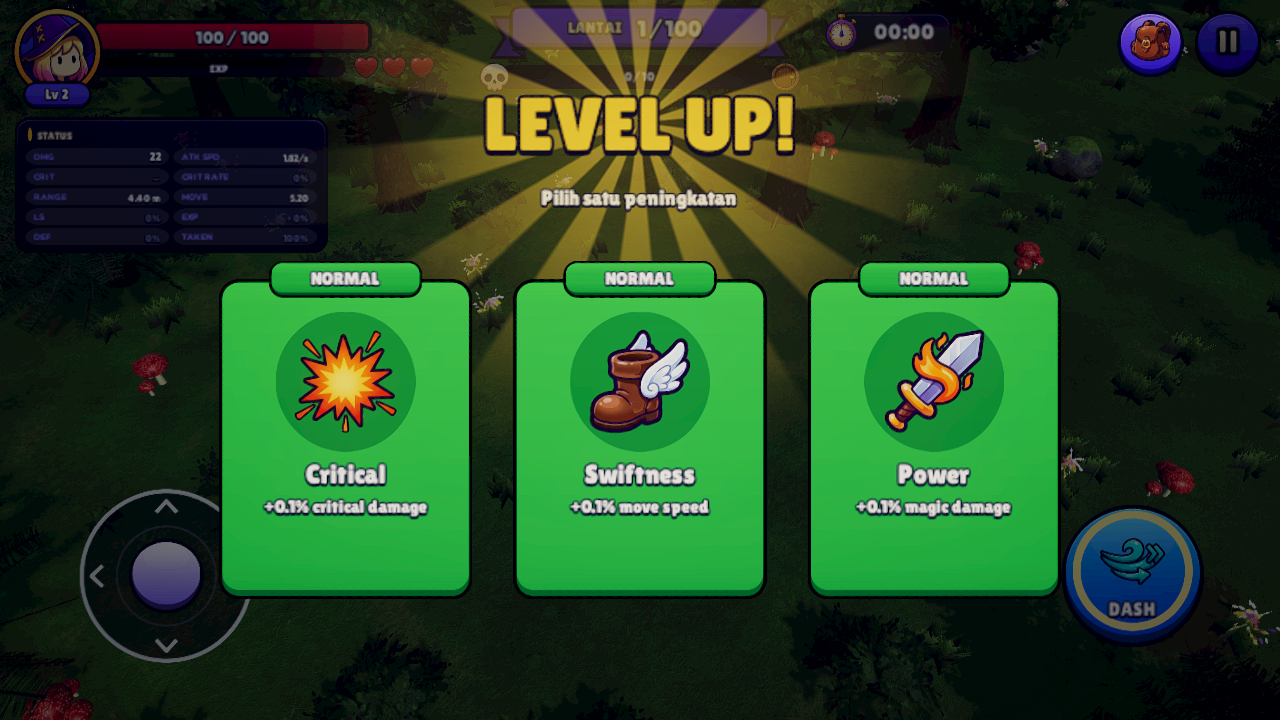 100 / 100
LANTAI 1/100
00:00
EXP
0/10
Lv 2
LEVEL UP!
STATUS
DMG 22 ATK SPD 1.82/s
CRIT - CRIT RATE 0%
RANGE 4.40 m MOVE 5.20
LS 0% EXP +0%
DEF 0% TAKEN 100%
Pilih satu peningkatan
NORMAL NORMAL NORMAL
Critical Swiftness Power
+0.1% critical damage +0.1% move speed +0.1% magic damage
DASH